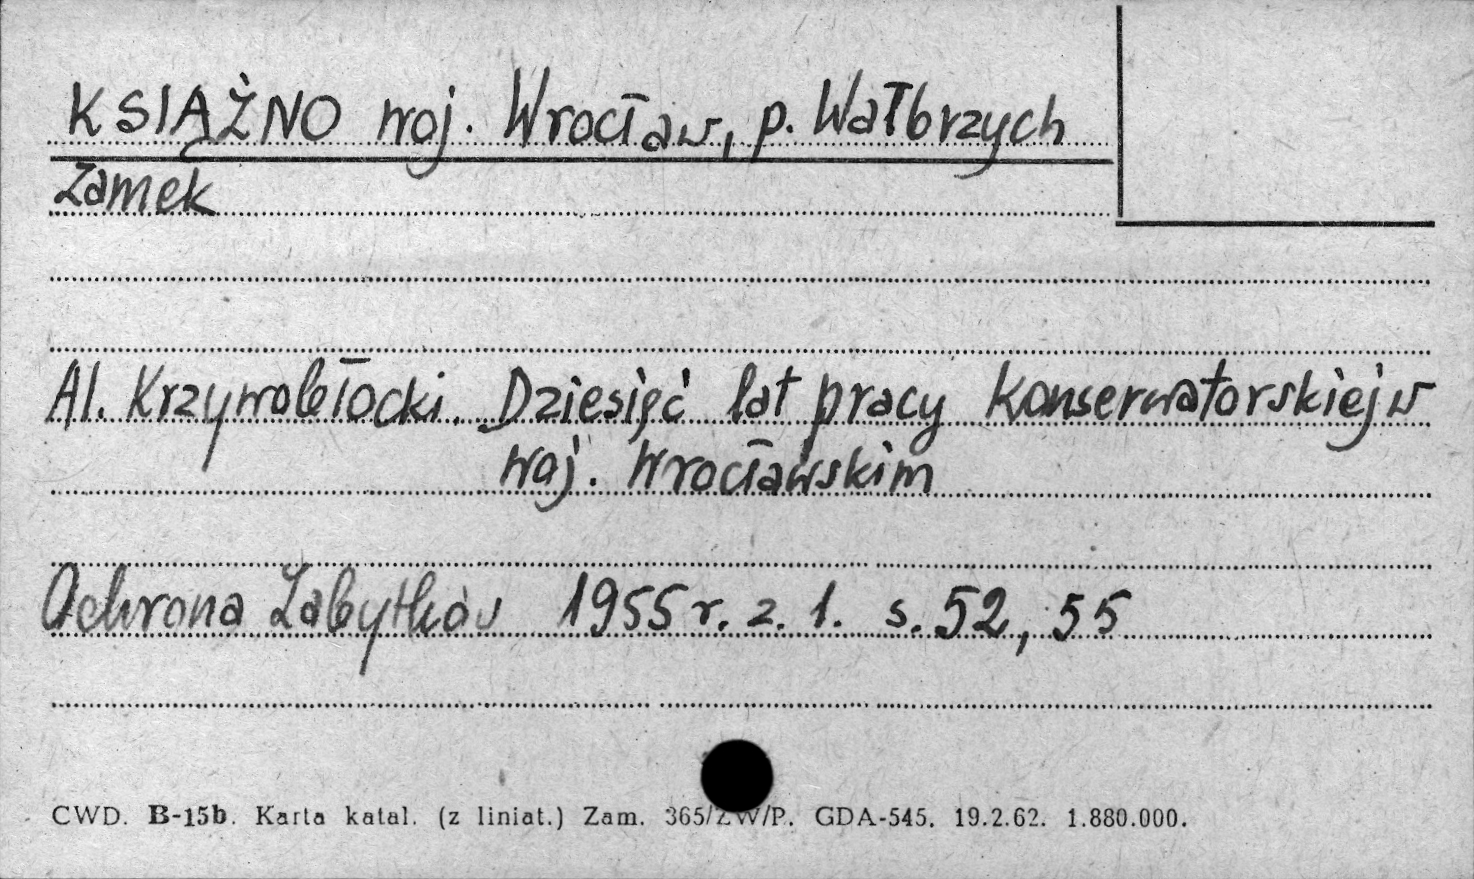 KSIĄŻNO woj. Wrocław, p. Wałbrzych
Zamek
Al. Krzywobłocki. Dziesięć lat pracy konserwatorskiej w
woj. Wrocławskim
Ochrona Zabytków 1955 r. z. 1. s. 52, 55
CWD. B-15b. Karta katal. (z liniat.) Zam. 365/ZW/P. GDA-545. 19.2.62. 1.880.000.